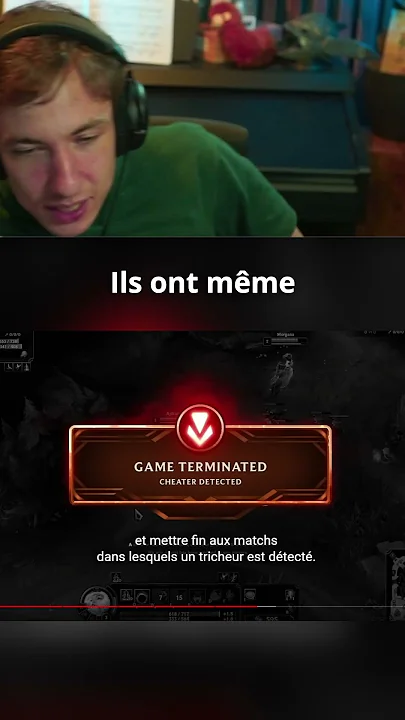 Ils ont même
GAME TERMINATED
CHEATER DETECTED
et mettre fin aux matchs
dans lesquels un tricheur est détecté.